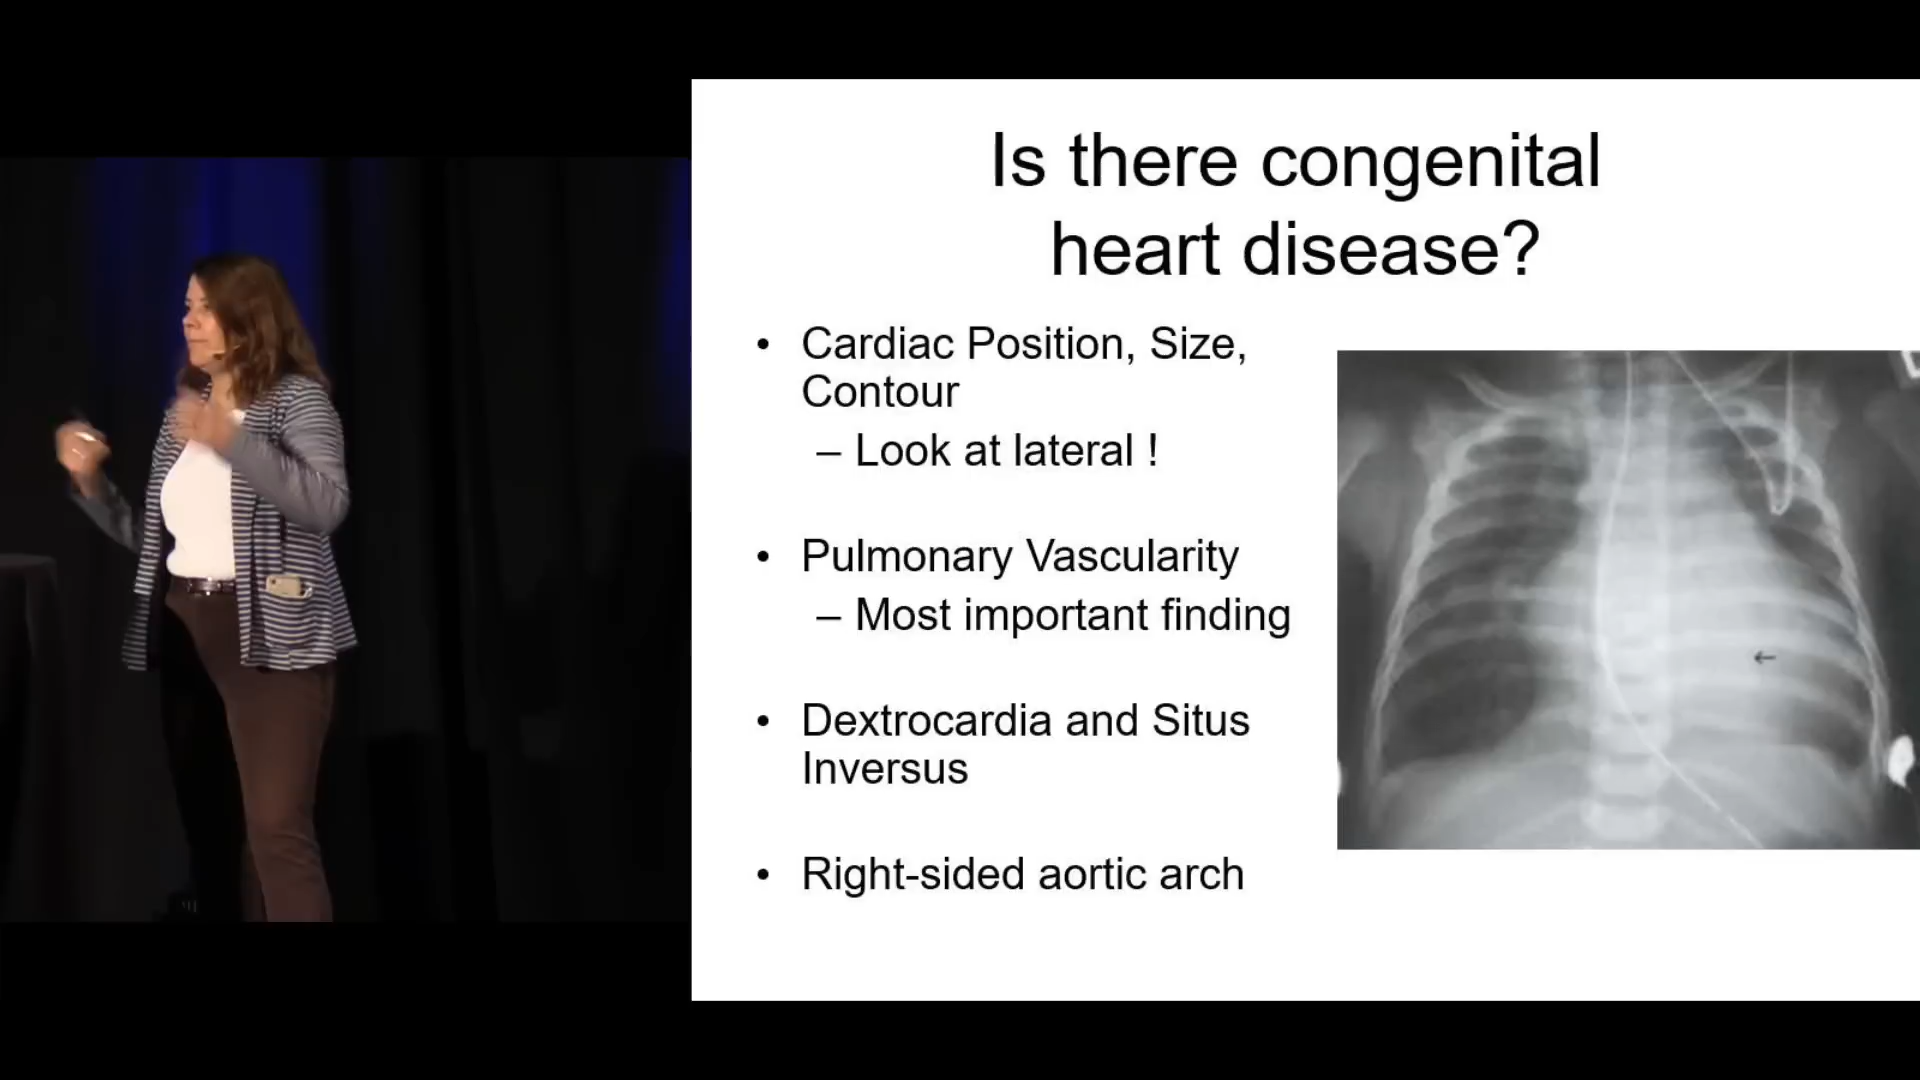 Is there congenital
heart disease?
• Cardiac Position, Size,
Contour
– Look at lateral !
• Pulmonary Vascularity
– Most important finding
• Dextrocardia and Situs
Inversus
• Right-sided aortic arch